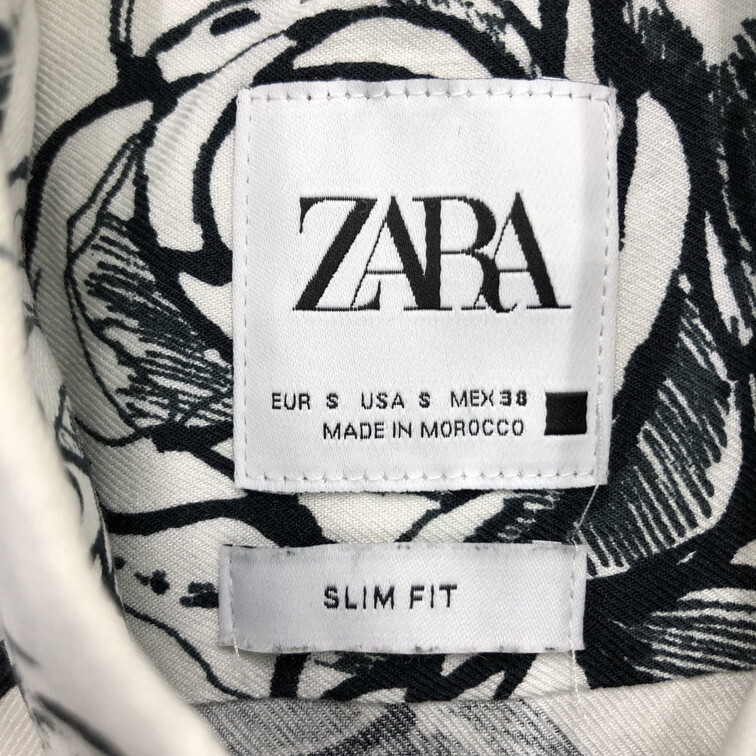 ZARA
EUR S USA S MEX 38
MADE IN MOROCCO
SLIM FIT